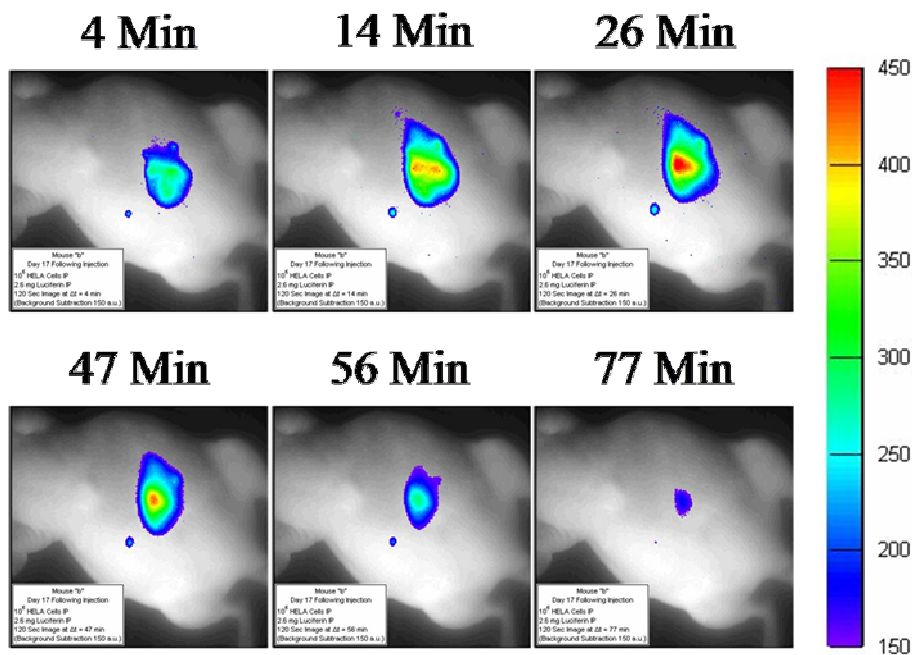 4 Min
14 Min
26 Min
Mouse "b"
Day 17 Following Injection
10⁶ HELA Cells IP
2.6 mg Luciferin IP
120 Sec Image at Δt = 4 min
(Background Subtraction 150 a.u.)
Mouse "b"
Day 17 Following Injection
10⁶ HELA Cells IP
2.6 mg Luciferin IP
120 Sec Image at Δt = 14 min
(Background Subtraction 150 a.u.)
Mouse "b"
Day 17 Following Injection
10⁶ HELA Cells IP
2.6 mg Luciferin IP
120 Sec Image at Δt = 26 min
(Background Subtraction 150 a.u.)
47 Min
56 Min
77 Min
Mouse "b"
Day 17 Following Injection
10⁶ HELA Cells IP
2.6 mg Luciferin IP
120 Sec Image at Δt = 47 min
(Background Subtraction 150 a.u.)
Mouse "b"
Day 17 Following Injection
10⁶ HELA Cells IP
2.6 mg Luciferin IP
120 Sec Image at Δt = 56 min
(Background Subtraction 150 a.u.)
Mouse "b"
Day 17 Following Injection
10⁶ HELA Cells IP
2.6 mg Luciferin IP
120 Sec Image at Δt = 77 min
(Background Subtraction 150 a.u.)
450
400
350
300
250
200
150